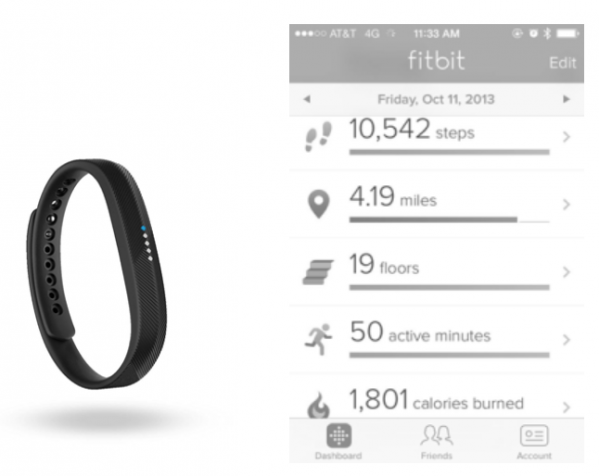 AT&T 4G 11:33 AM
fitbit Edit
Friday, Oct 11, 2013
10,542 steps
4.19 miles
19 floors
50 active minutes
1,801 calories burned
Dashboard Friends Account